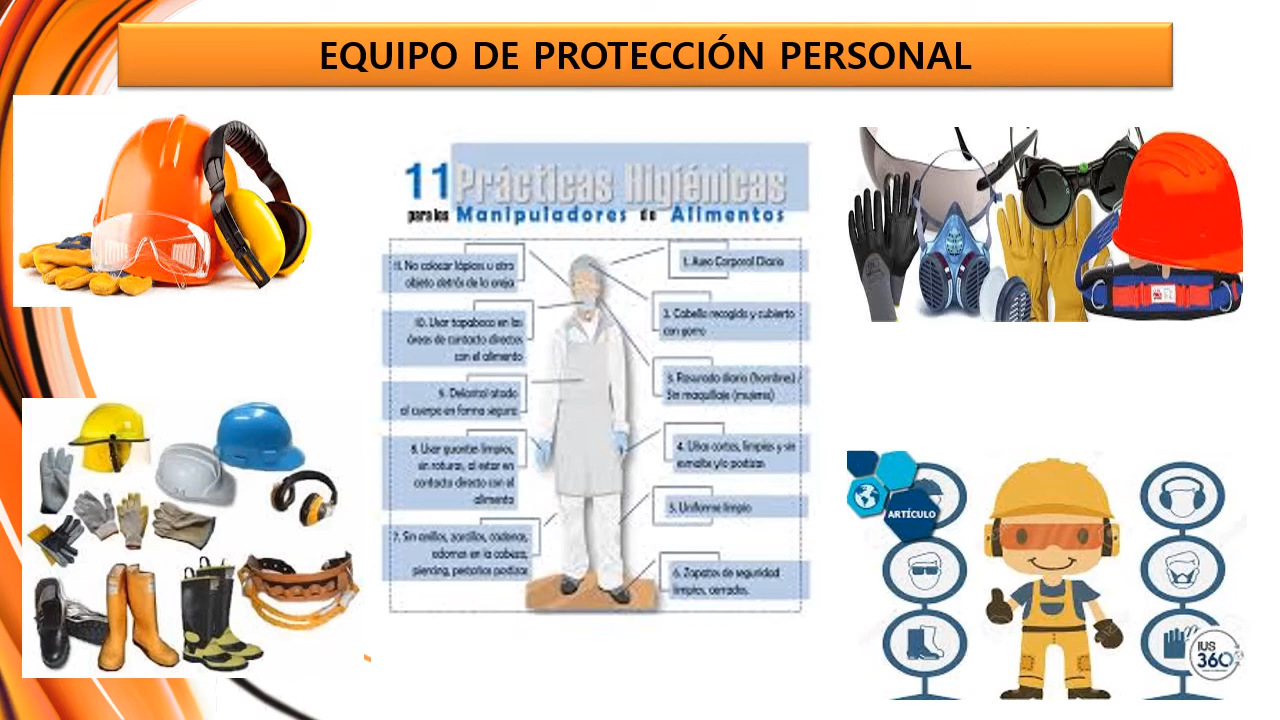 EQUIPO DE PROTECCIÓN PERSONAL
11 Prácticas Higiénicas
para los Manipuladores de Alimentos
11. No colocar lápices u otro
objeto detrás de la oreja
1. Aseo Corporal Diario
10. Usar tapaboca en las
áreas de contacto directos
con el alimento
2. Cabello recogido y cubierto
con gorro
9. Delantal atado
al cuerpo en forma segura
3. Rasurado diario (hombres) /
Sin maquillaje (mujeres)
8. Usar guantes limpios,
sin roturas, al estar en
contacto directo con el
alimento
4. Uñas cortas, limpias y sin
esmalte y/o postizas
5. Uniforme limpio
7. Sin anillos, zarcillos, cadenas,
adornos en la cabeza,
piercing, pestañas postizas
6. Zapatos de seguridad
limpios, cerrados.
ARTÍCULO
IUS
360